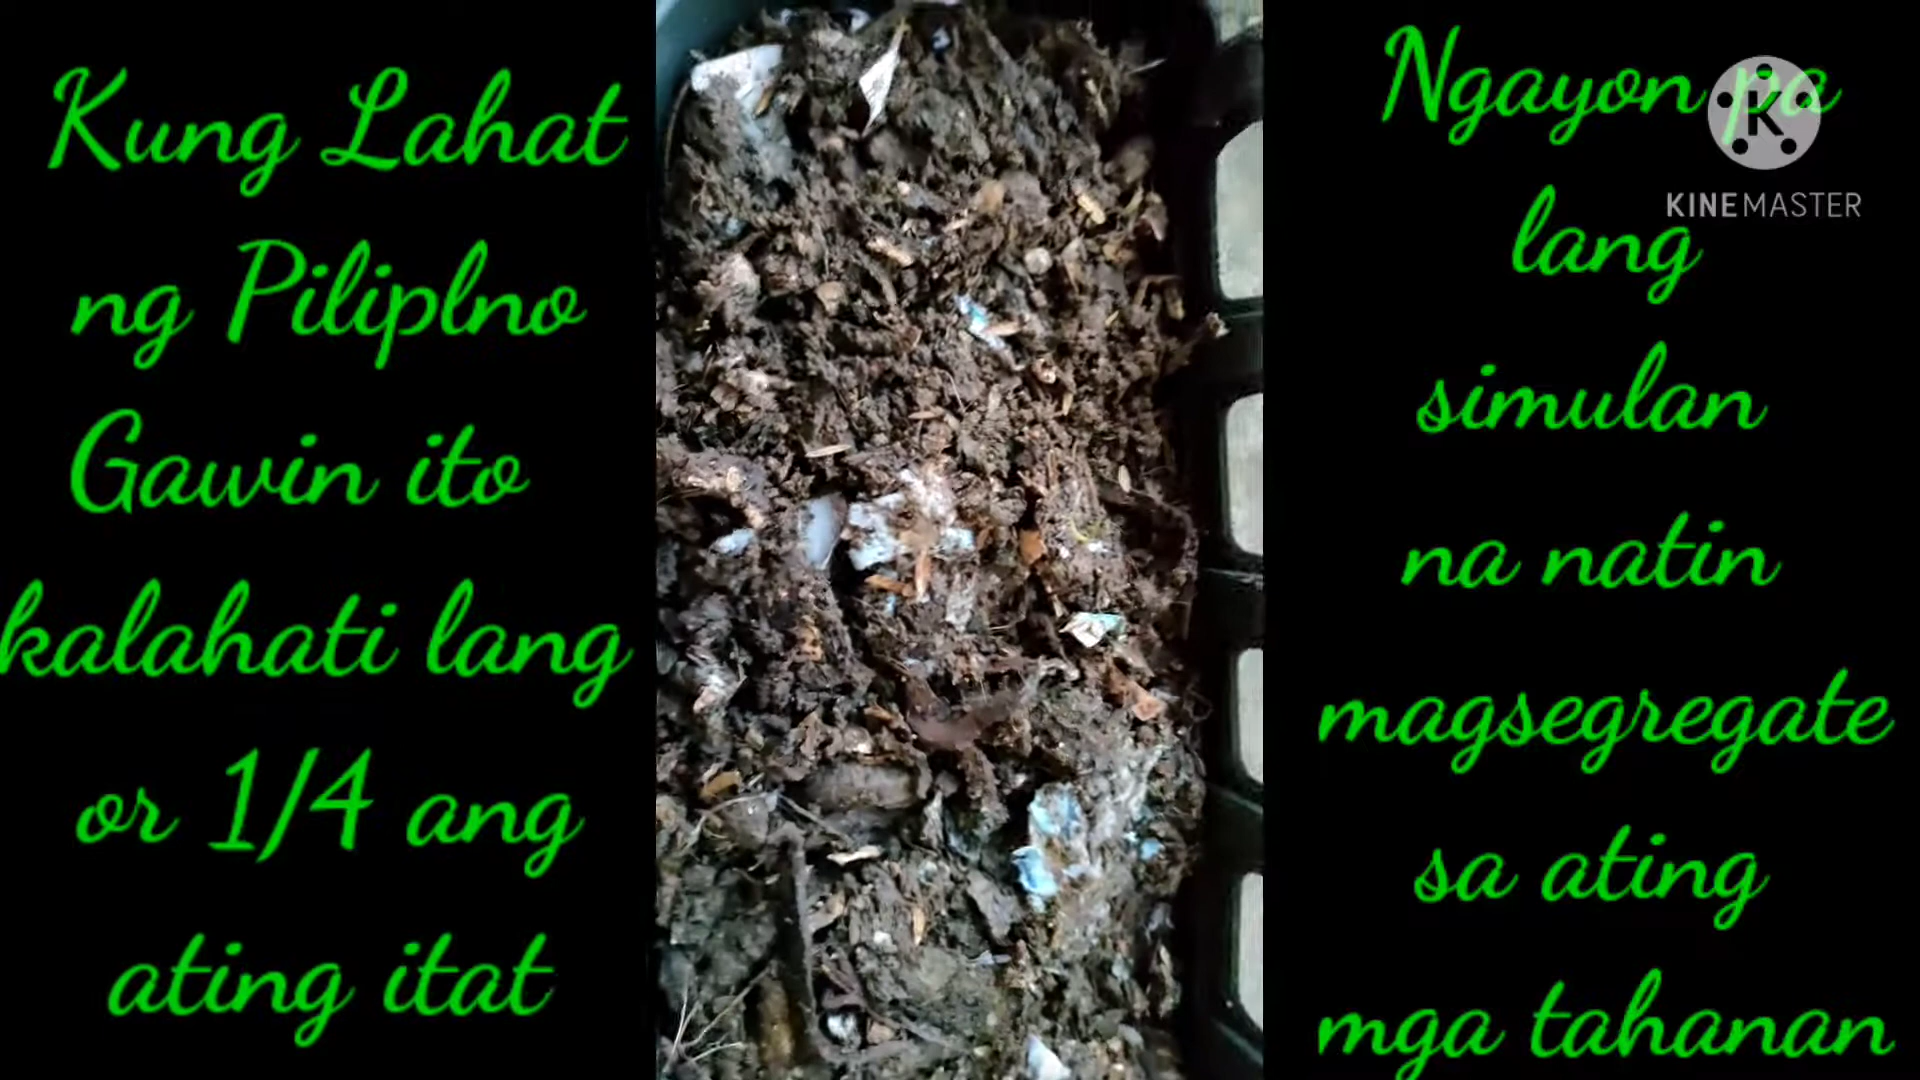 Kung Lahat
ng Piliplno
Gawin ito
kalahati lang
or 1/4 ang
ating itat
Ngayon pa
lang
simulan
na natin
magsegregate
sa ating
mga tahanan
K
KINEMASTER